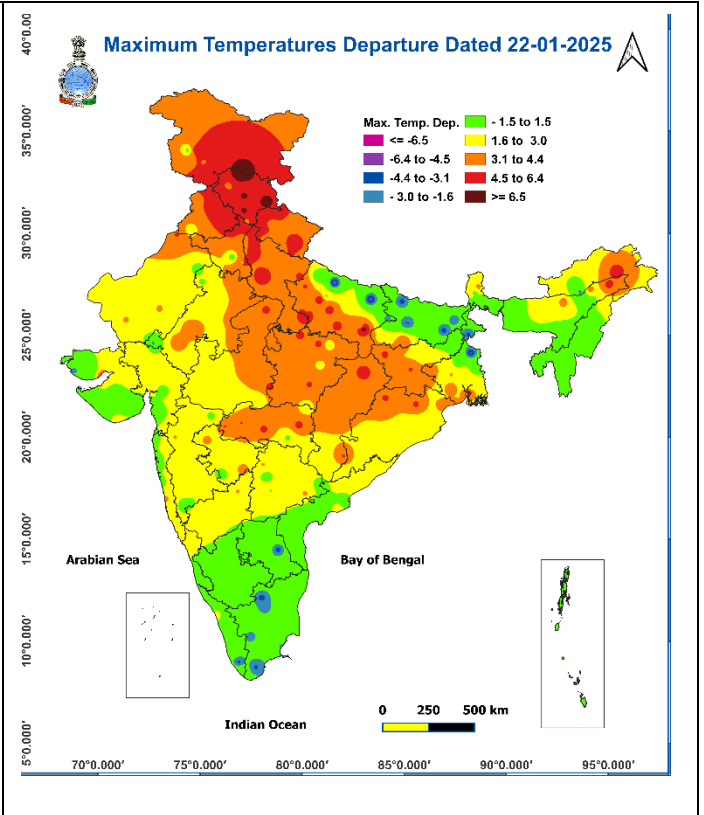 Maximum Temperatures Departure Dated 22-01-2025
Max. Temp. Dep.
<= -6.5
-6.4 to -4.5
-4.4 to -3.1
- 3.0 to -1.6
- 1.5 to 1.5
1.6 to 3.0
3.1 to 4.4
4.5 to 6.4
>= 6.5
40°0.00
35°0.000'
30°0.000'
25°0.000'
20°0.000'
15°0.000'
10°0.000'
5°0.000'
Arabian Sea
Bay of Bengal
Indian Ocean
0 250 500 km
70°0.000' 75°0.000' 80°0.000' 85°0.000' 90°0.000' 95°0.000'